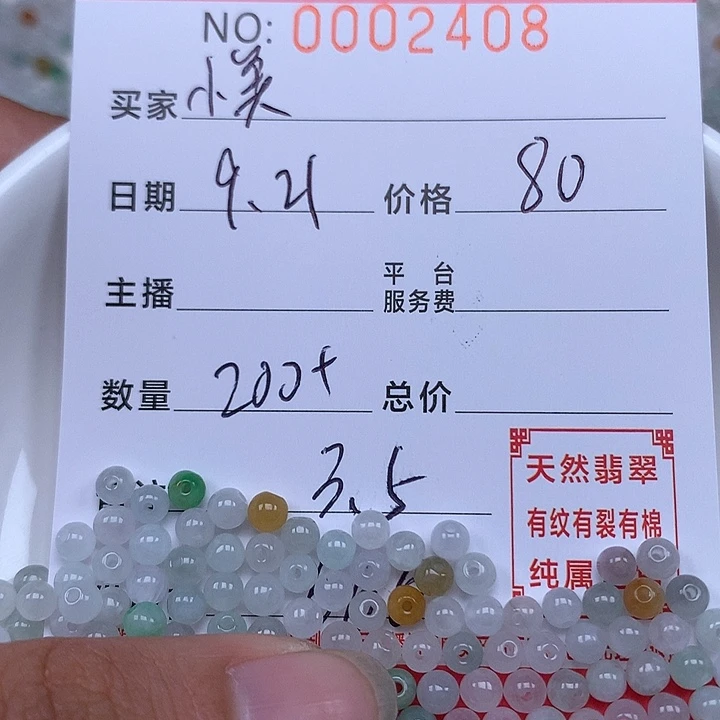 NO: 0002408
买家 小美
日期 9.21 价格 80
主播 平台服务费
数量 200+ 总价
3.5
天然翡翠
有纹有裂有棉
纯属